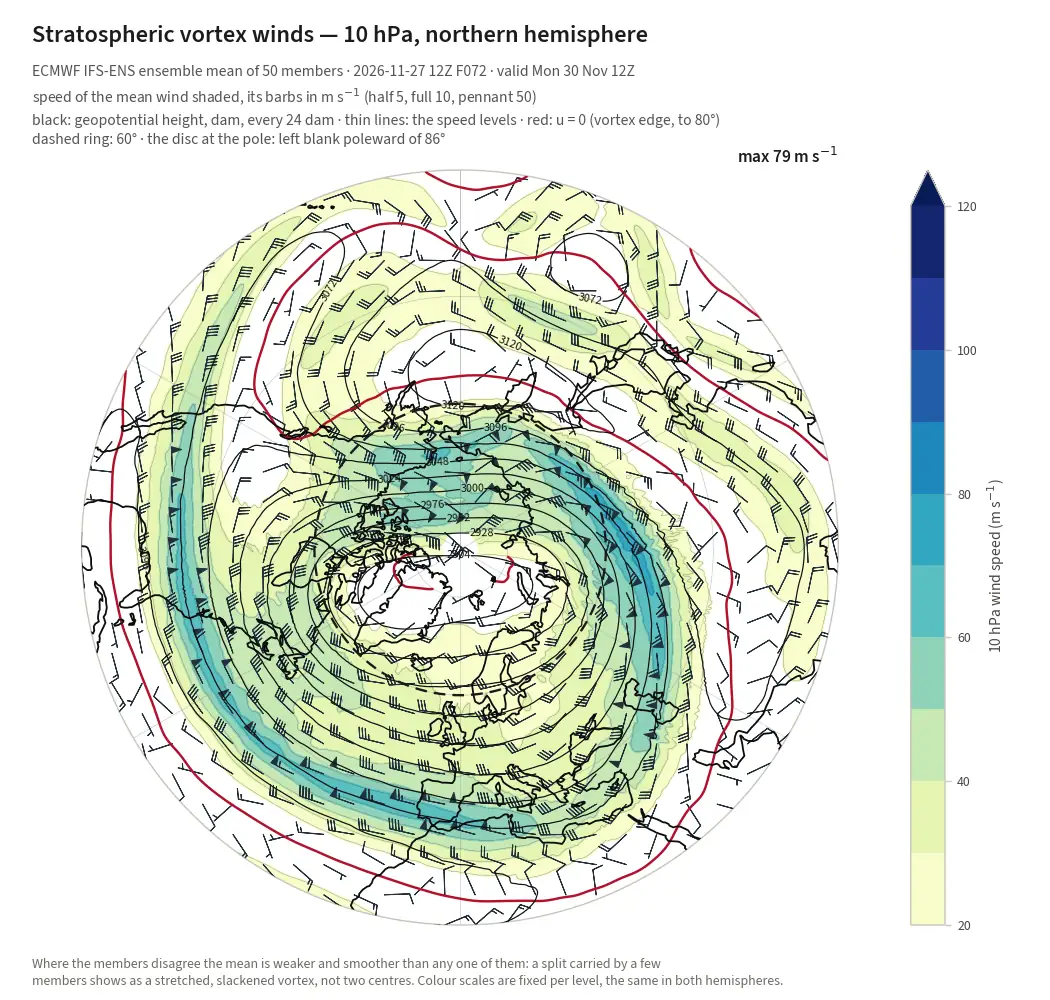 Stratospheric vortex winds — 10 hPa, northern hemisphere
ECMWF IFS-ENS ensemble mean of 50 members · 2026-11-27 12Z F072 · valid Mon 30 Nov 12Z
speed of the mean wind shaded, its barbs in m s⁻¹ (half 5, full 10, pennant 50)
black: geopotential height, dam, every 24 dam · thin lines: the speed levels · red: u = 0 (vortex edge, to 80°)
dashed ring: 60° · the disc at the pole: left blank poleward of 86°
max 79 m s⁻¹
120
100
80
60
40
20
10 hPa wind speed (m s⁻¹)
3072
3072
3120
3120
3096
3000
2976
2928
Where the members disagree the mean is weaker and smoother than any one of them: a split carried by a few
members shows as a stretched, slackened vortex, not two centres. Colour scales are fixed per level, the same in both hemispheres.